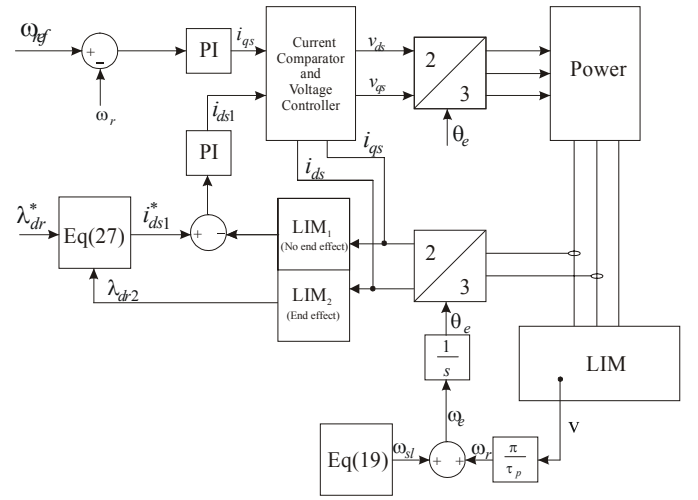 ω_ref
+
−
ω_r
PI
i_qs
Current
Comparator
and
Voltage
Controller
v_ds
v_qs
2
3
θ_e
Power
i_ds1
PI
i_qs
i_ds
λ*_dr
Eq(27)
i*_ds1
+
−
LIM₁
(No end effect)
LIM₂
(End effect)
λ_dr2
2
3
θ_e
1
s
ω_e
LIM
v
Eq(19)
ω_sl
+
+
ω_r
π
τ_p